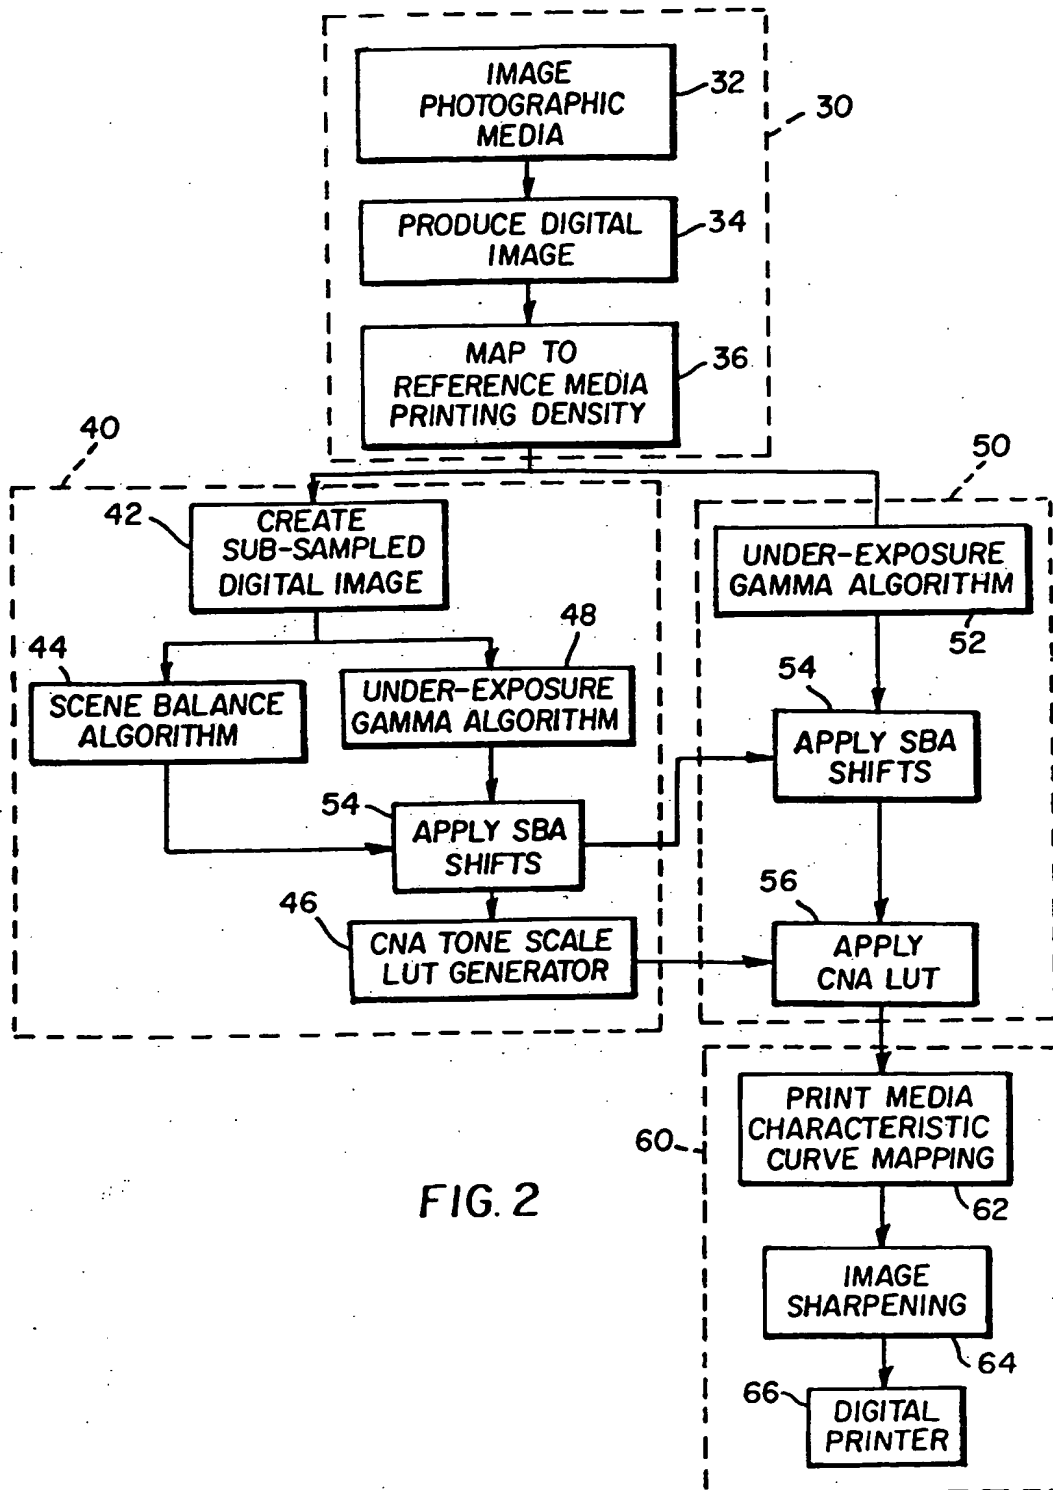 IMAGE
PHOTOGRAPHIC
MEDIA
32
30
PRODUCE DIGITAL
IMAGE
34
MAP TO
REFERENCE MEDIA
PRINTING DENSITY
36
40
50
42
CREATE
SUB-SAMPLED
DIGITAL IMAGE
UNDER-EXPOSURE
GAMMA ALGORITHM
52
44
SCENE BALANCE
ALGORITHM
48
UNDER-EXPOSURE
GAMMA ALGORITHM
54
APPLY SBA
SHIFTS
54
APPLY SBA
SHIFTS
46
CNA TONE SCALE
LUT GENERATOR
56
APPLY
CNA LUT
60
PRINT MEDIA
CHARACTERISTIC
CURVE MAPPING
62
FIG. 2
IMAGE
SHARPENING
64
66
DIGITAL
PRINTER